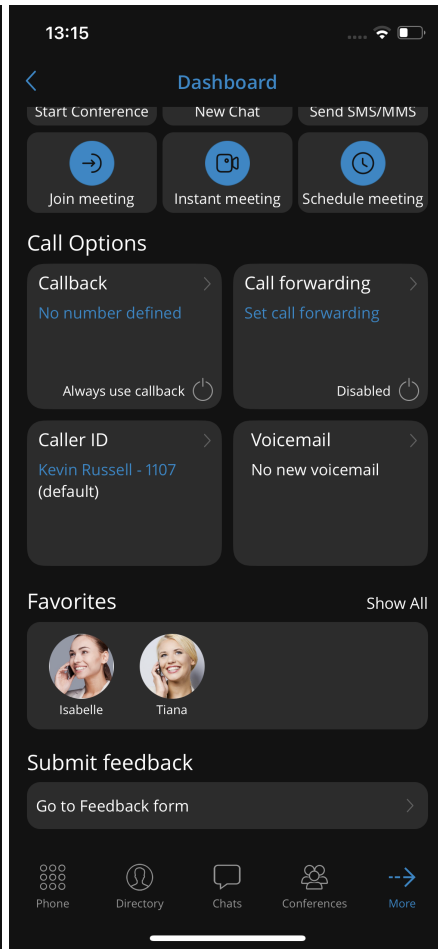 13:15
Dashboard
Start Conference
New Chat
Send SMS/MMS
Join meeting
Instant meeting
Schedule meeting
Call Options
Callback
No number defined
Always use callback
Call forwarding
Set call forwarding
Disabled
Caller ID
Kevin Russell - 1107
(default)
Voicemail
No new voicemail
Favorites
Show All
Isabelle
Tiana
Submit feedback
Go to Feedback form
Phone
Directory
Chats
Conferences
More